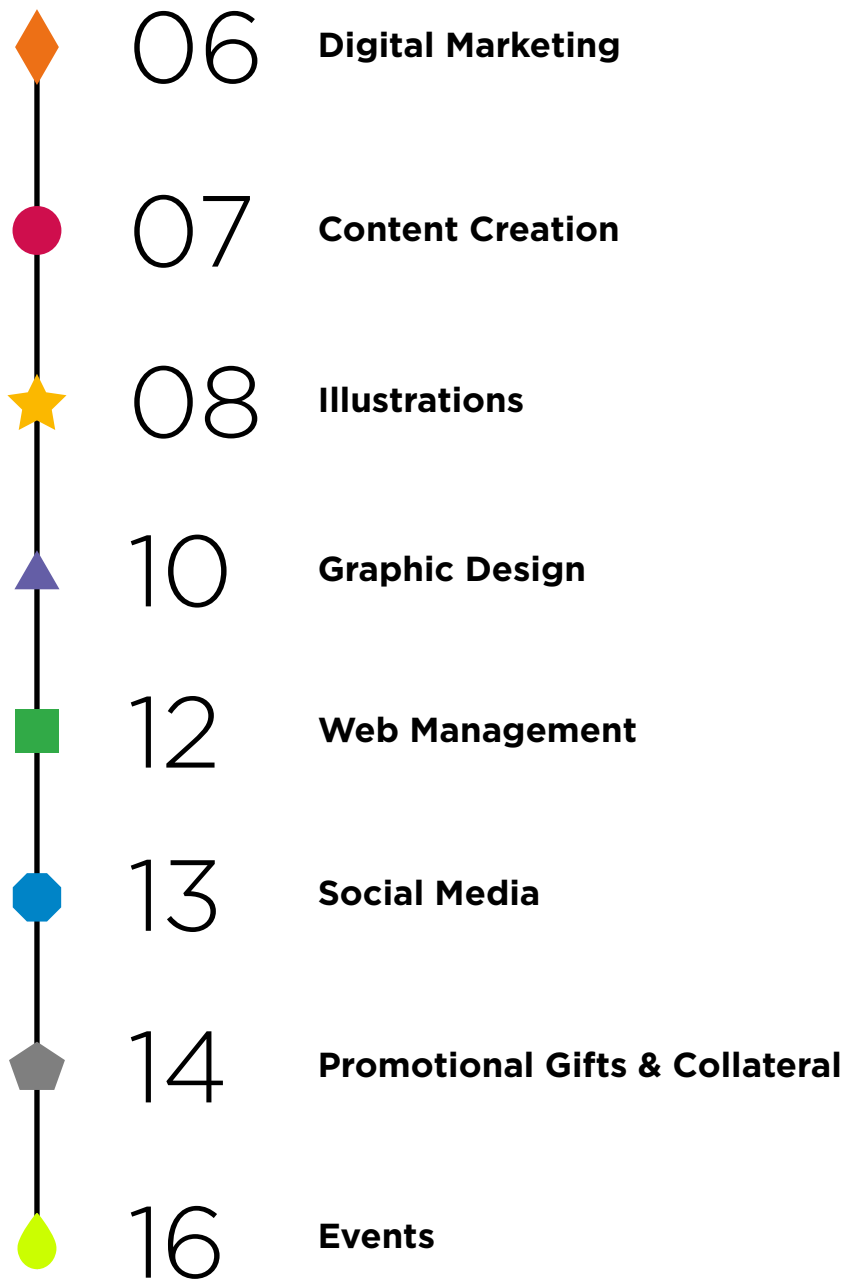 06 Digital Marketing
07 Content Creation
08 Illustrations
10 Graphic Design
12 Web Management
13 Social Media
14 Promotional Gifts & Collateral
16 Events